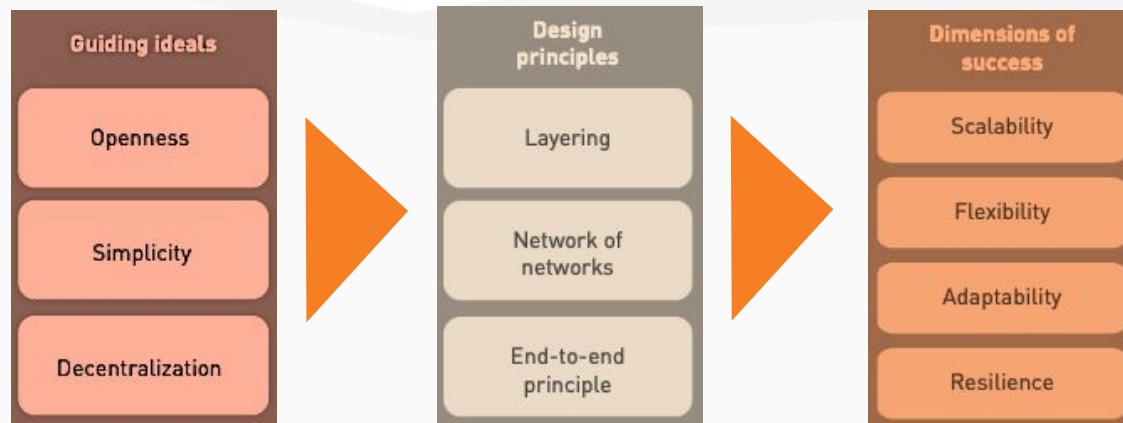 Guiding ideals
Openness
Simplicity
Decentralization
Design
principles
Layering
Network of
networks
End-to-end
principle
Dimensions of
success
Scalability
Flexibility
Adaptability
Resilience